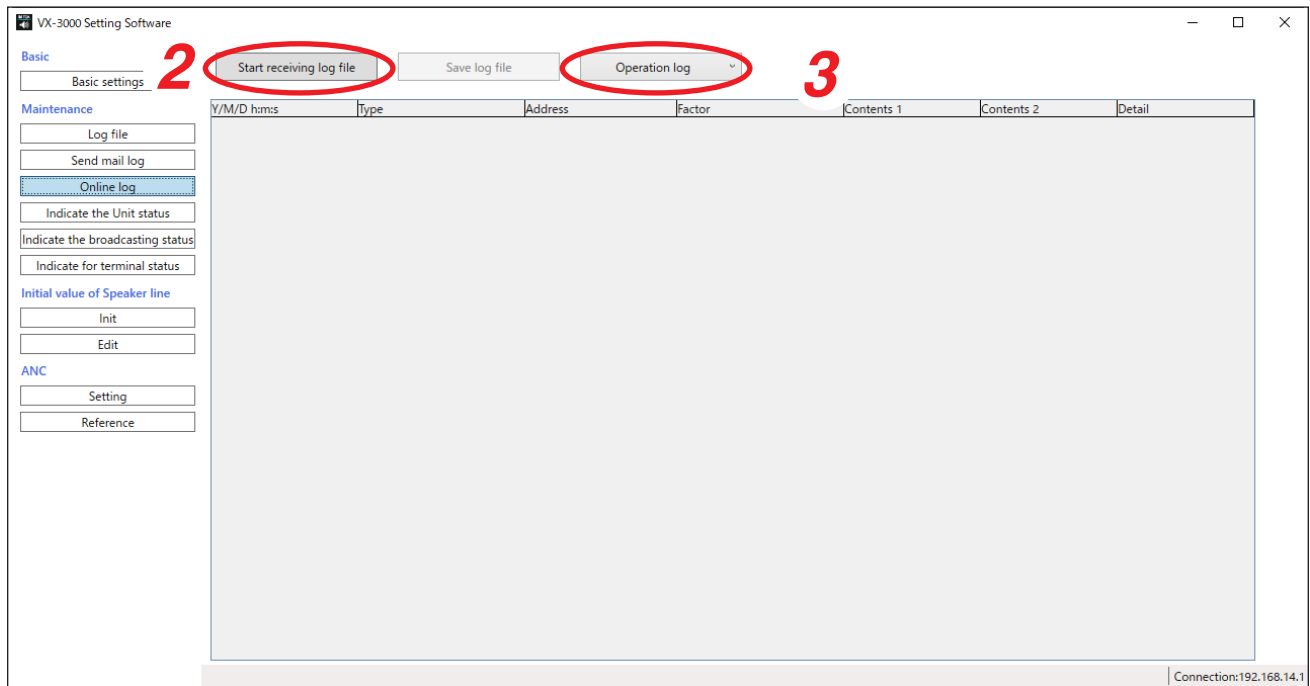 VX-3000 Setting Software
Basic
Basic settings
2
Start receiving log file
Save log file
Operation log
3
Maintenance
Log file
Send mail log
Online log
Indicate the Unit status
Indicate the broadcasting status
Indicate for terminal status
Initial value of Speaker line
Init
Edit
ANC
Setting
Reference
Y/M/D h:m:s Type Address Factor Contents 1 Contents 2 Detail
Connection:192.168.14.1